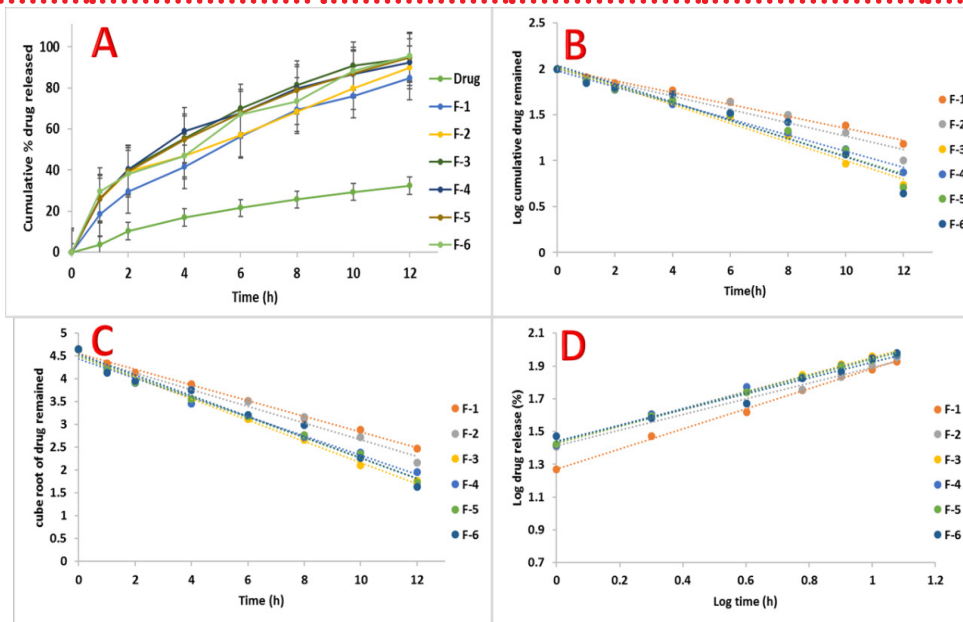 A
Cumulative % drug released
100
80
60
40
20
0
0 2 4 6 8 10 12
Time (h)
Drug
F-1
F-2
F-3
F-4
F-5
F-6
B
Log cumulative drug remained
2.5
2
1.5
1
0.5
0
0 2 4 6 8 10 12
Time(h)
F-1
F-2
F-3
F-4
F-5
F-6
C
cube root of drug remained
5
4.5
4
3.5
3
2.5
2
1.5
1
0.5
0
0 2 4 6 8 10 12
Time (h)
F-1
F-2
F-3
F-4
F-5
F-6
D
Log drug release (%)
2.1
1.9
1.7
1.5
1.3
1.1
0.9
0.7
0 0.2 0.4 0.6 0.8 1 1.2
Log time (h)
F-1
F-2
F-3
F-4
F-5
F-6